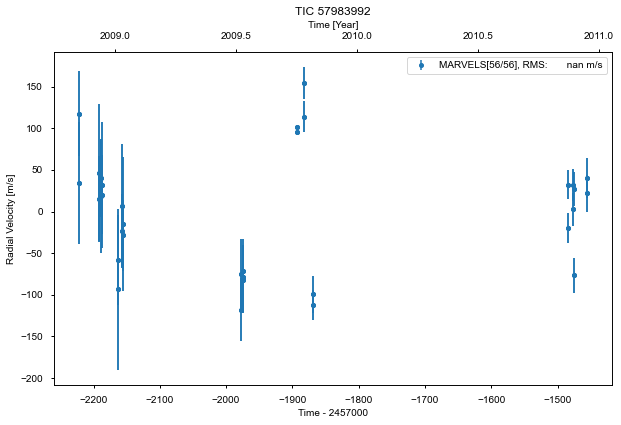 TIC 57983992
Time [Year]
2009.0 2009.5 2010.0 2010.5 2011.0
MARVELS[56/56], RMS: nan m/s
Radial Velocity [m/s]
150
100
50
0
−50
−100
−150
−200
−2200 −2100 −2000 −1900 −1800 −1700 −1600 −1500
Time - 2457000